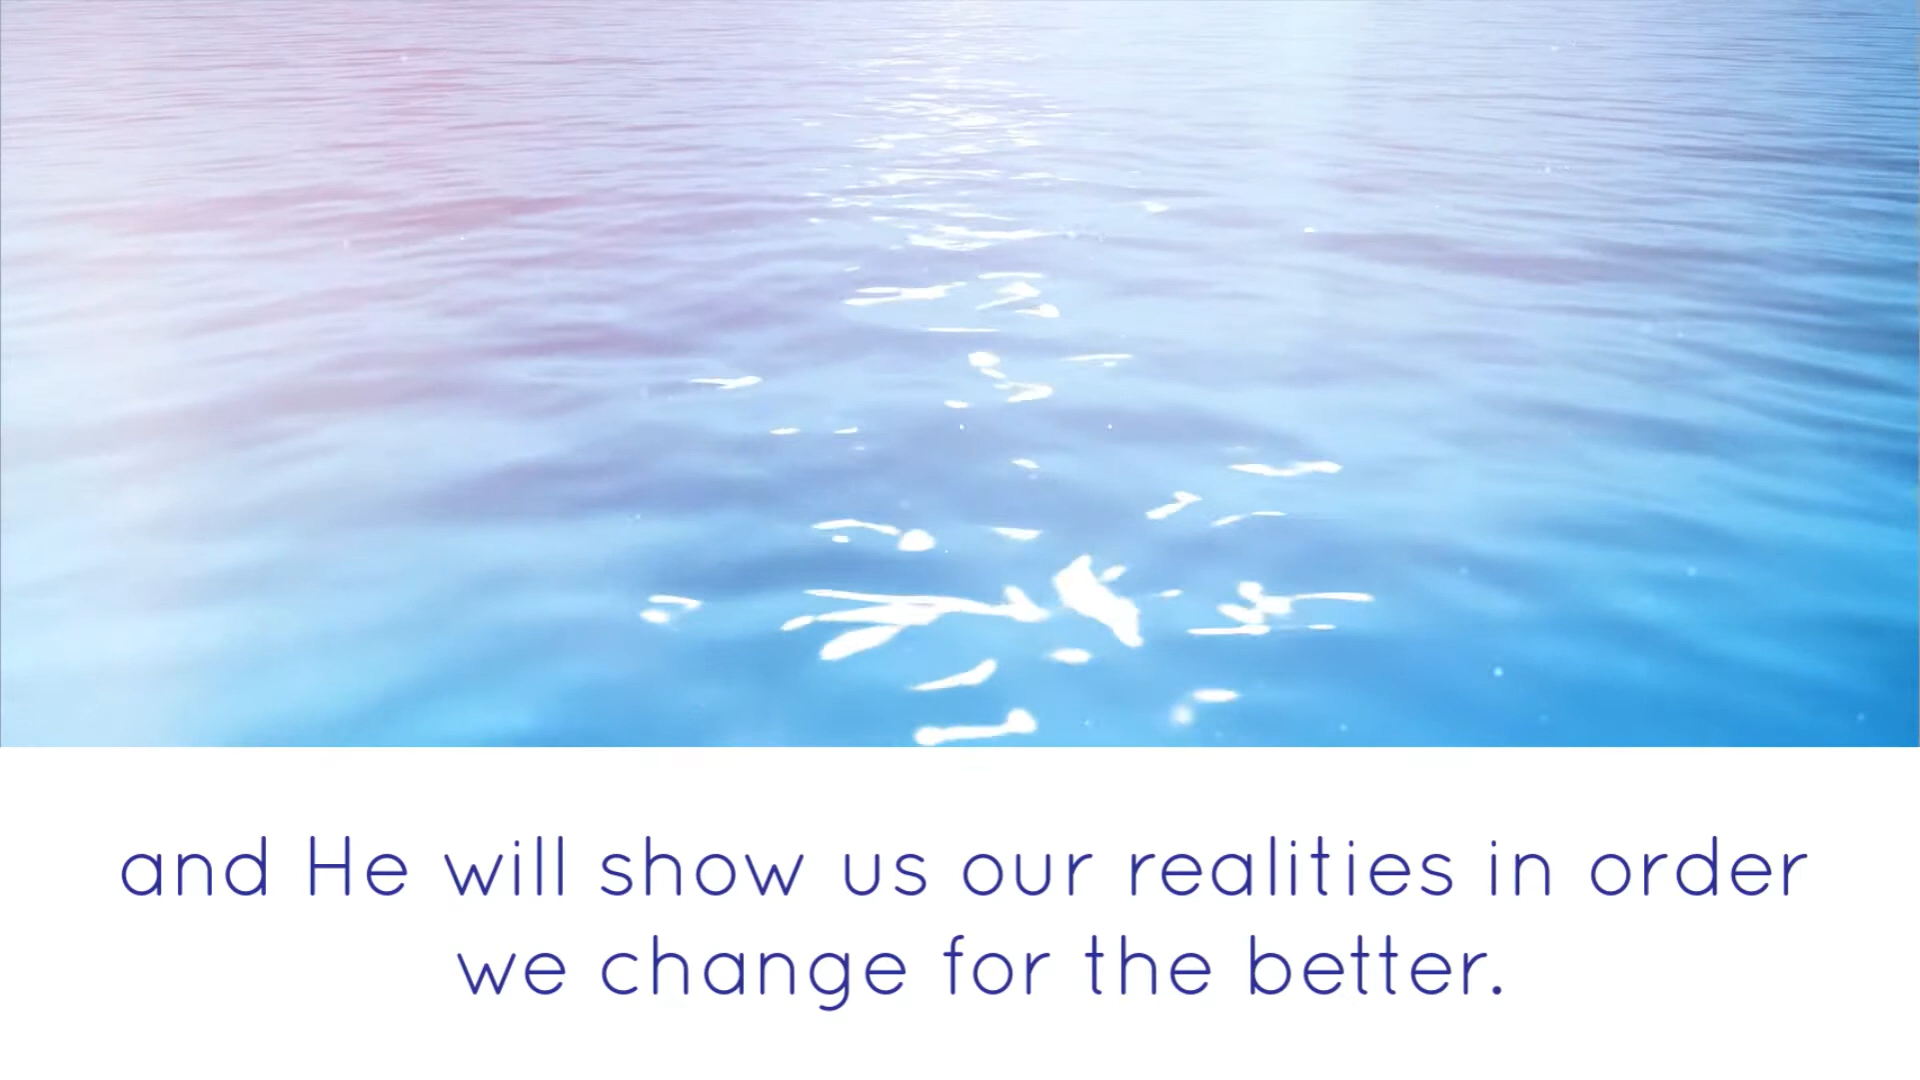 and He will show us our realities in order
we change for the better.